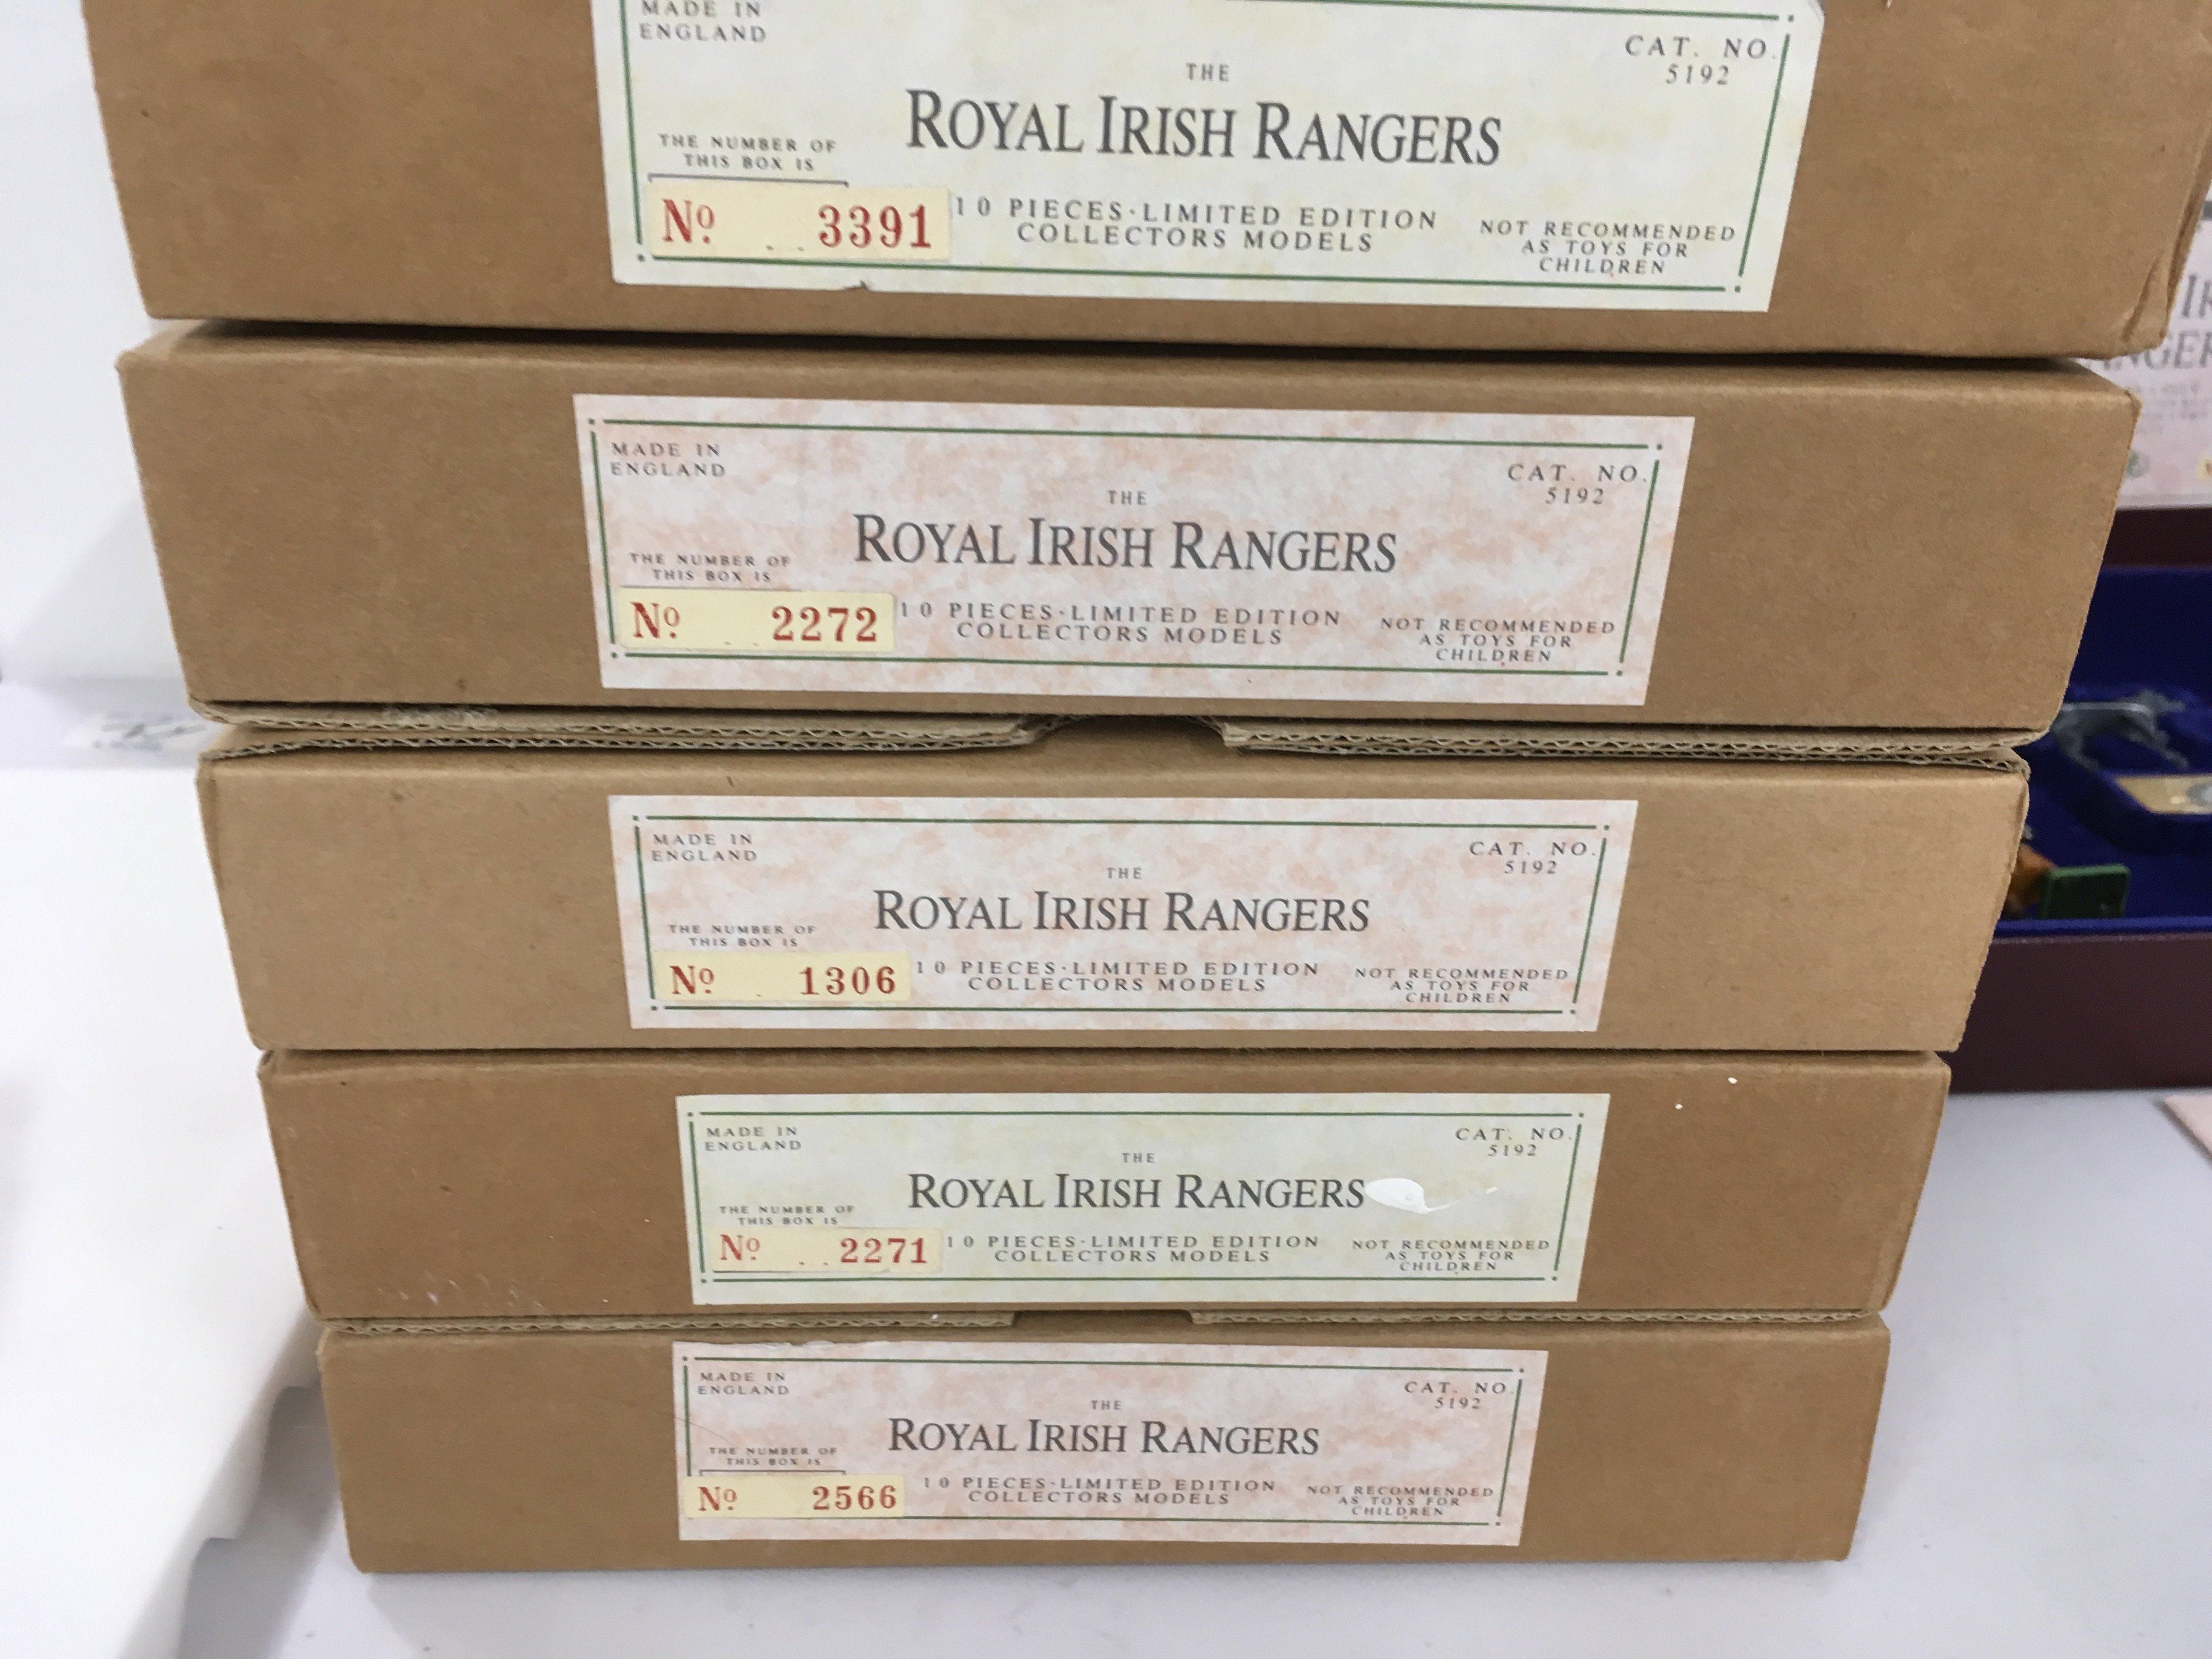 MADE IN
ENGLAND
CAT. NO.
5192
THE
ROYAL IRISH RANGERS
THE NUMBER OF
THIS BOX IS
Nº 3391
10 PIECES·LIMITED EDITION
COLLECTORS MODELS
NOT RECOMMENDED
AS TOYS FOR
CHILDREN
MADE IN
ENGLAND
CAT. NO.
5192
THE
ROYAL IRISH RANGERS
THE NUMBER OF
THIS BOX IS
Nº 2272
10 PIECES·LIMITED EDITION
COLLECTORS MODELS
NOT RECOMMENDED
AS TOYS FOR
CHILDREN
MADE IN
ENGLAND
CAT. NO.
5192
THE
ROYAL IRISH RANGERS
THE NUMBER OF
THIS BOX IS
Nº 1306
10 PIECES·LIMITED EDITION
COLLECTORS MODELS
NOT RECOMMENDED
AS TOYS FOR
CHILDREN
MADE IN
ENGLAND
CAT. NO.
5192
THE
ROYAL IRISH RANGERS
THE NUMBER OF
THIS BOX IS
Nº 2271
10 PIECES·LIMITED EDITION
COLLECTORS MODELS
NOT RECOMMENDED
AS TOYS FOR
CHILDREN
MADE IN
ENGLAND
CAT. NO.
5192
THE
ROYAL IRISH RANGERS
THE NUMBER OF
THIS BOX IS
Nº 2566
10 PIECES·LIMITED EDITION
COLLECTORS MODELS
NOT RECOMMENDED
AS TOYS FOR
CHILDREN